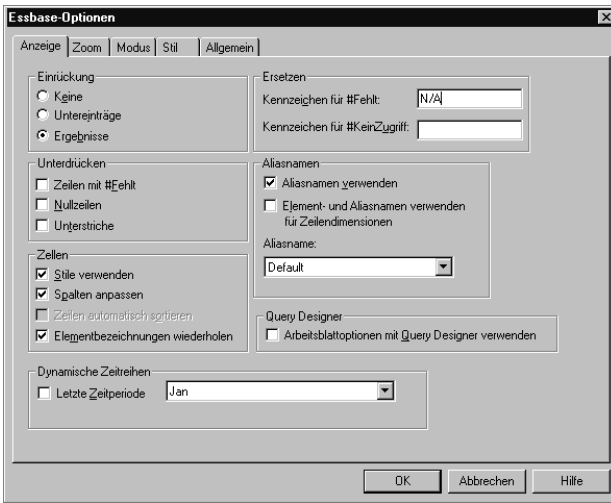 Essbase-Optionen
Anzeige Zoom Modus Stil Allgemein
Einrückung
Keine
Untereinträge
Ergebnisse
Ersetzen
Kennzeichen für #Fehlt: N/A
Kennzeichen für #KeinZugriff:
Unterdrücken
Zeilen mit #Fehlt
Nullzeilen
Unterstriche
Aliasnamen
Aliasnamen verwenden
Element- und Aliasnamen verwenden
für Zeilendimensionen
Aliasname:
Default
Zellen
Stile verwenden
Spalten anpassen
Zeilen automatisch sortieren
Elementbezeichnungen wiederholen
Query Designer
Arbeitsblattoptionen mit Query Designer verwenden
Dynamische Zeitreihen
Letzte Zeitperiode Jan
OK Abbrechen Hilfe